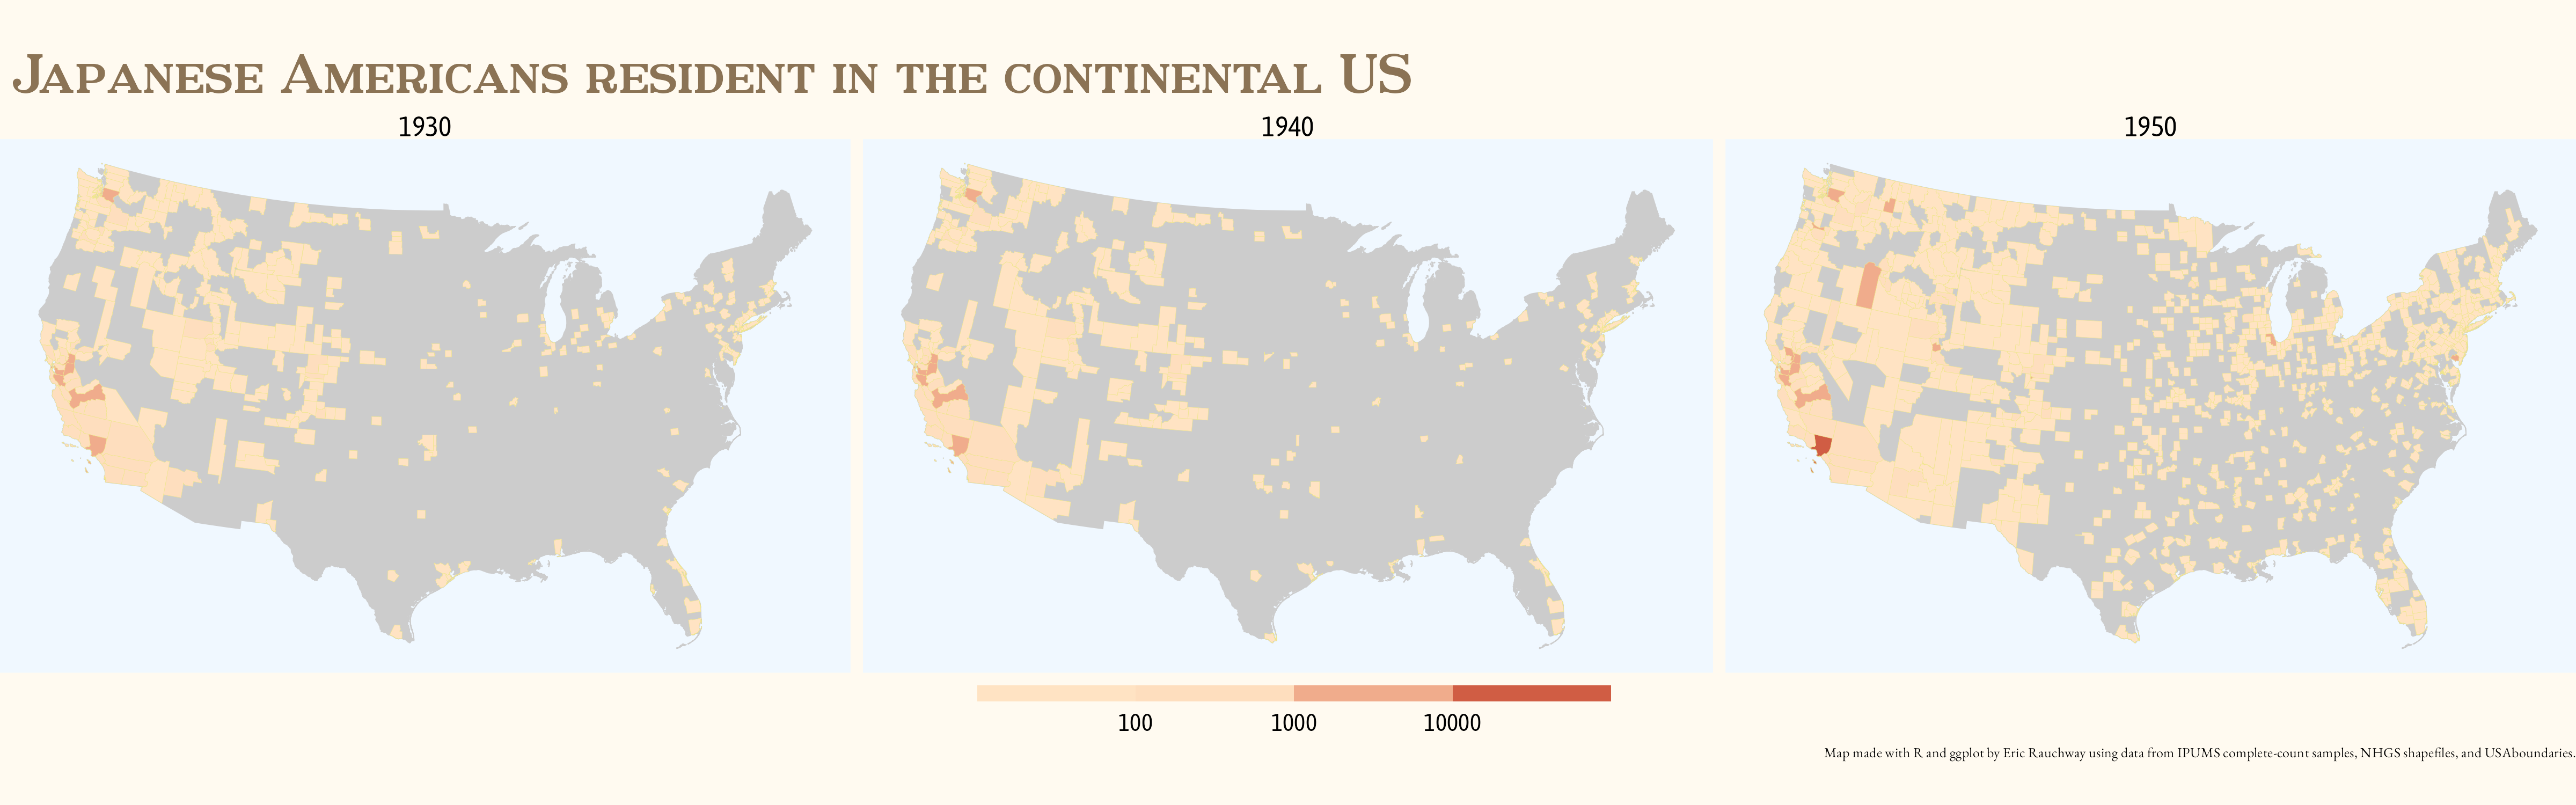 Japanese Americans resident in the continental US
1930 1940 1950
100 1000 10000
Map made with R and ggplot by Eric Rauchway using data from IPUMS complete-count samples, NHGS shapefiles, and USAboundaries.